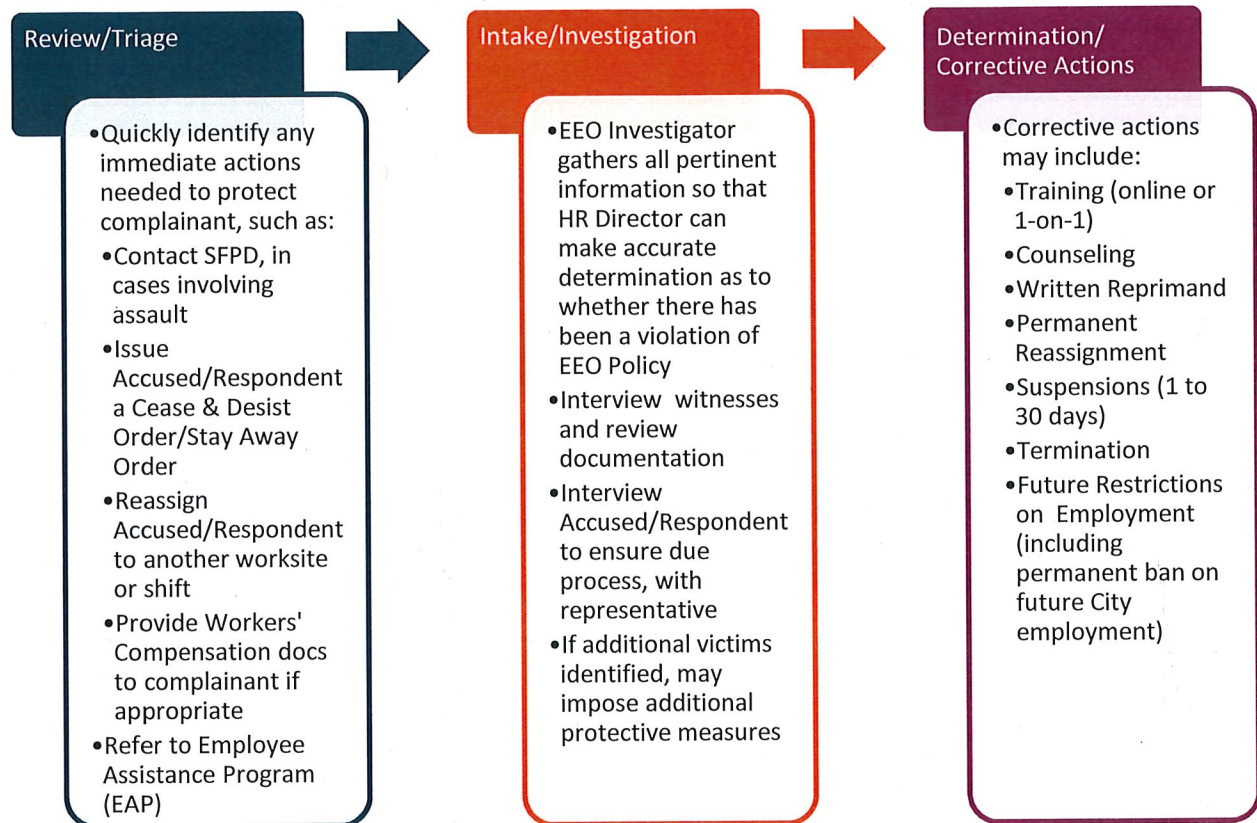 Review/Triage
•Quickly identify any
immediate actions
needed to protect
complainant, such as:
•Contact SFPD, in
cases involving
assault
•Issue
Accused/Respondent
a Cease & Desist
Order/Stay Away
Order
•Reassign
Accused/Respondent
to another worksite
or shift
•Provide Workers'
Compensation docs
to complainant if
appropriate
•Refer to Employee
Assistance Program
(EAP)
Intake/Investigation
•EEO Investigator
gathers all pertinent
information so that
HR Director can
make accurate
determination as to
whether there has
been a violation of
EEO Policy
•Interview witnesses
and review
documentation
•Interview
Accused/Respondent
to ensure due
process, with
representative
•If additional victims
identified, may
impose additional
protective measures
Determination/
Corrective Actions
•Corrective actions
may include:
•Training (online or
1-on-1)
•Counseling
•Written Reprimand
•Permanent
Reassignment
•Suspensions (1 to
30 days)
•Termination
•Future Restrictions
on Employment
(including
permanent ban on
future City
employment)